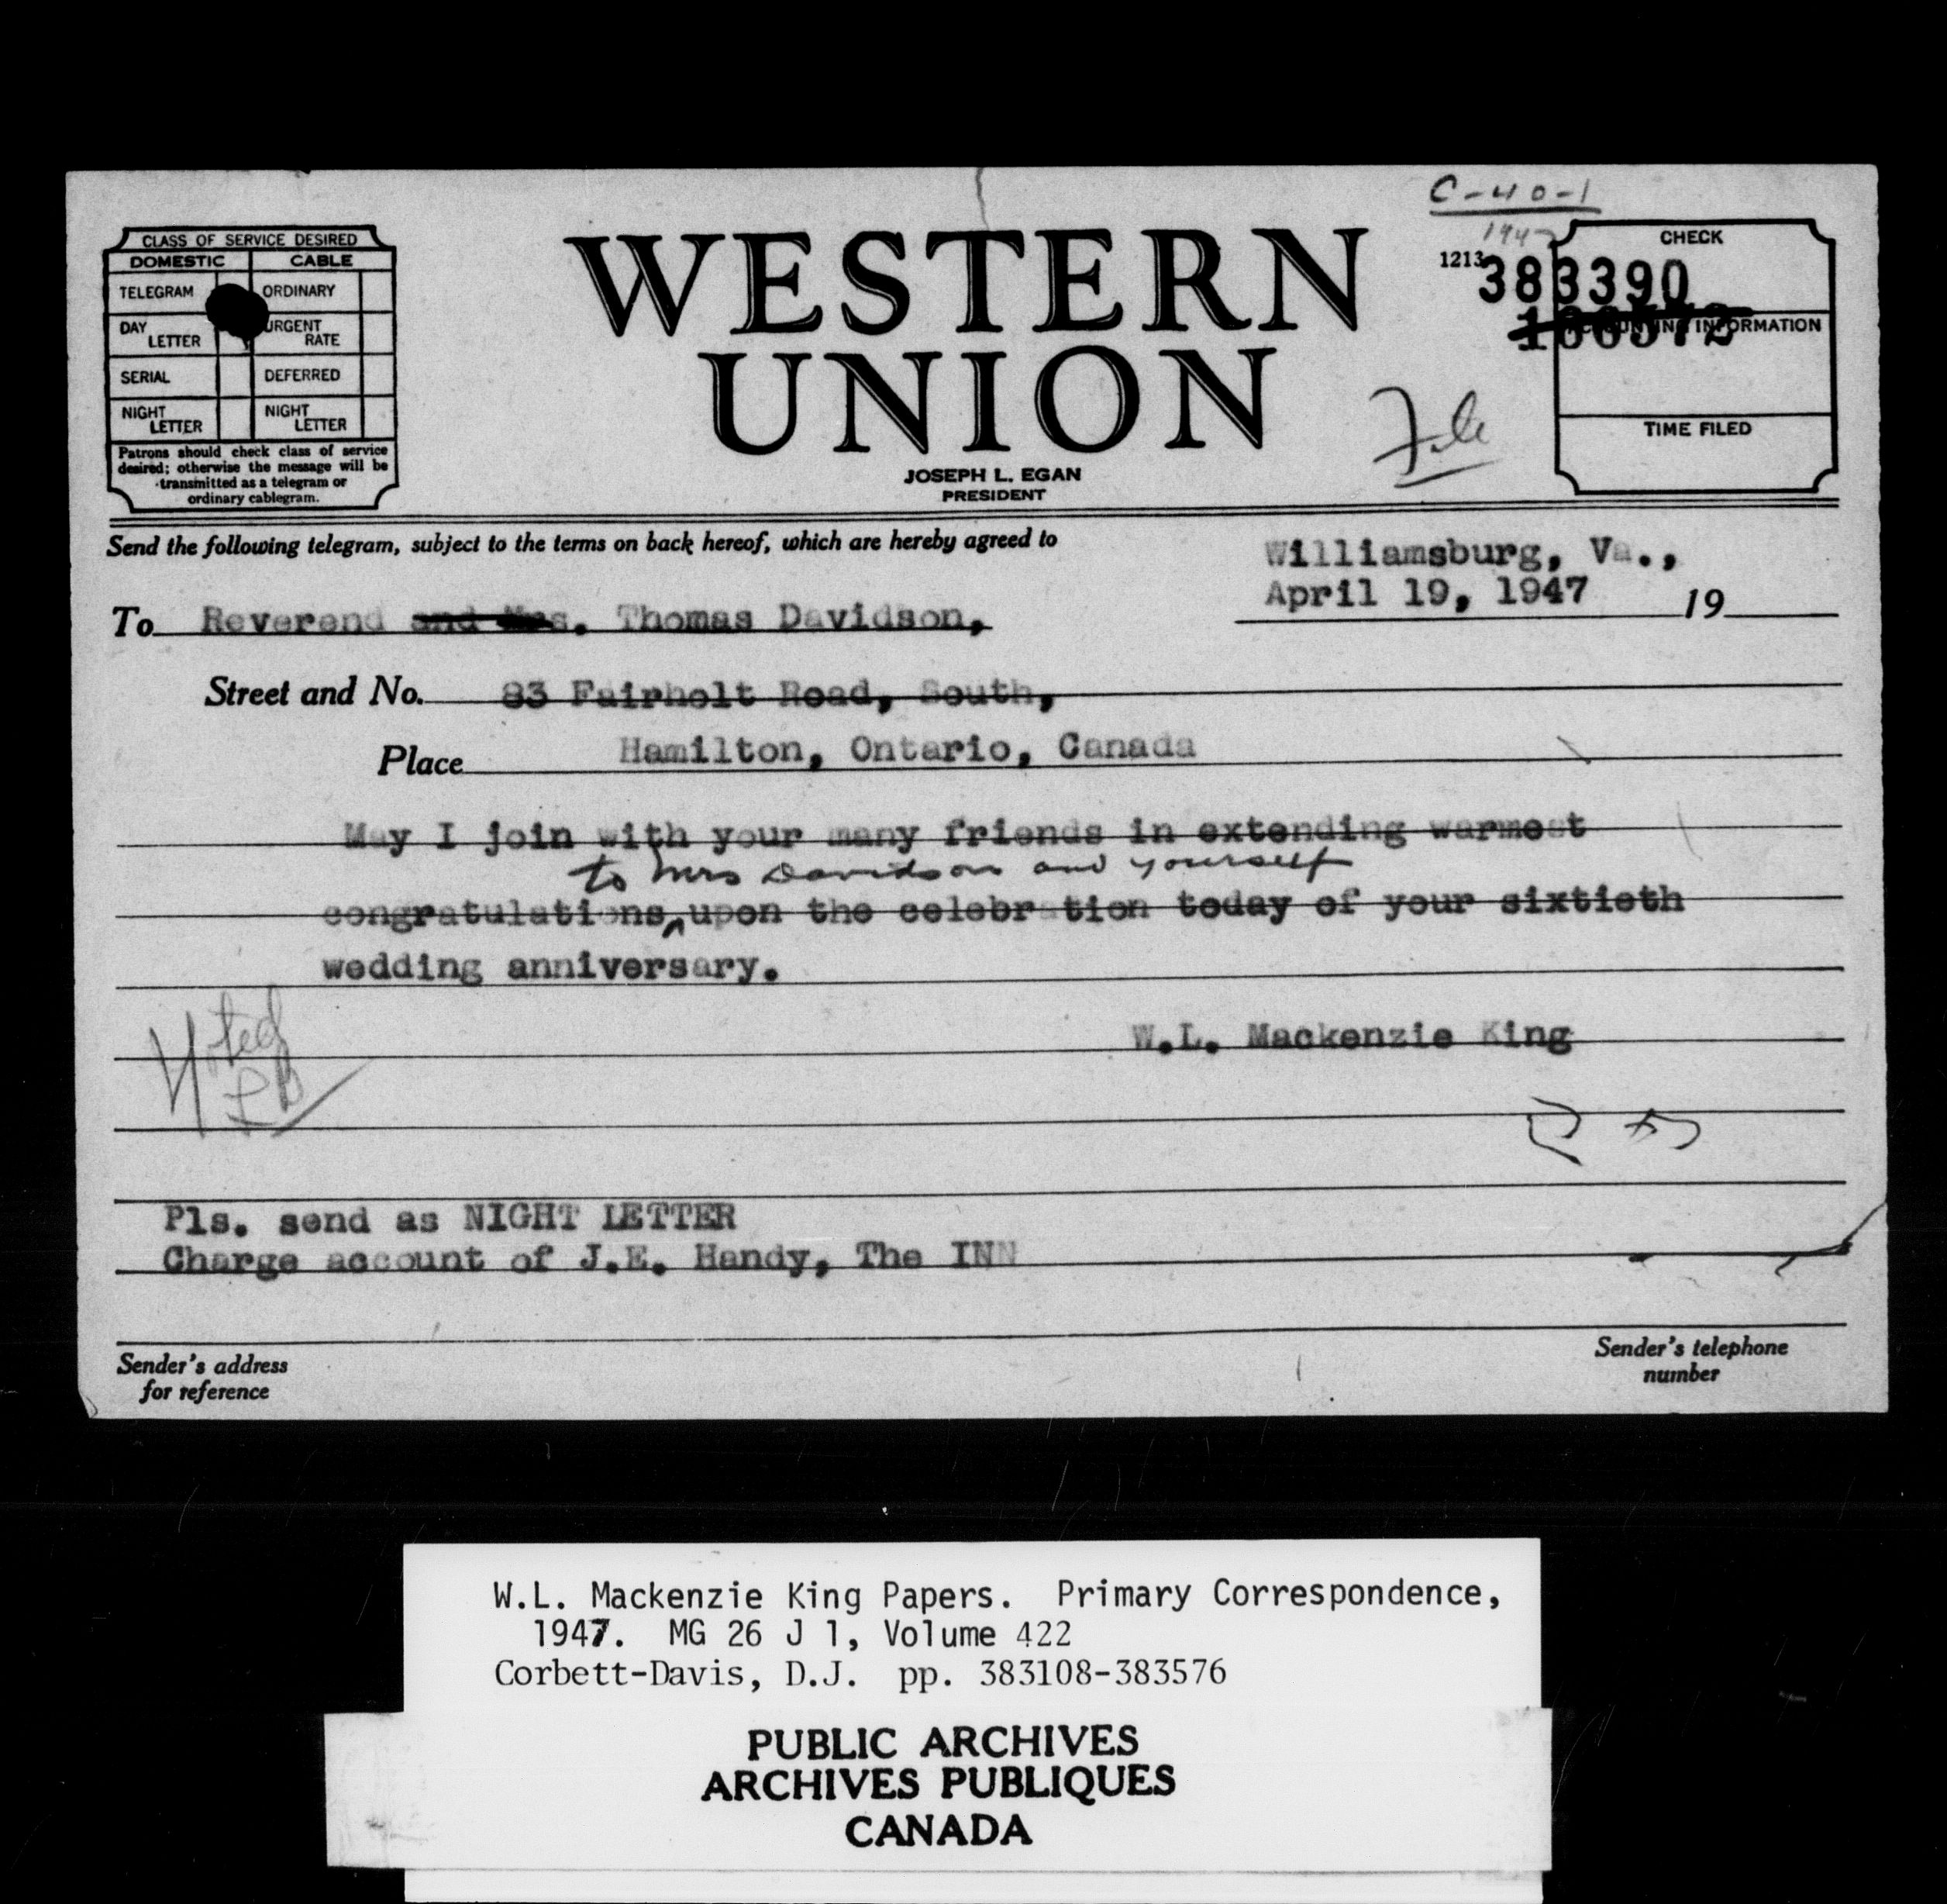 C-40-1
1947
CLASS OF SERVICE DESIRED
DOMESTIC CABLE
TELEGRAM ORDINARY
DAY LETTER URGENT RATE
SERIAL DEFERRED
NIGHT LETTER NIGHT LETTER
Patrons should check class of service
desired; otherwise the message will be
transmitted as a telegram or
ordinary cablegram.
WESTERN
UNION
JOSEPH L. EGAN
PRESIDENT
1213
383390
CHECK
ACCOUNTING INFORMATION
TIME FILED
File
Send the following telegram, subject to the terms on back hereof, which are hereby agreed to
Williamsburg, Va.,
April 19, 1947 19
To Reverend and Mrs. Thomas Davidson,
Street and No. 83 Fairholt Road, South,
Place Hamilton, Ontario, Canada
May I join with your many friends in extending warmest
to Mrs Davidson and yourself
congratulations, upon the celebration today of your sixtieth
wedding anniversary.
W.L. Mackenzie King
Noted
Pls. send as NIGHT LETTER
Charge account of J.E. Handy, The INN
Sender's address
for reference
Sender's telephone
number
W.L. Mackenzie King Papers. Primary Correspondence,
1947. MG 26 J 1, Volume 422
Corbett-Davis, D.J. pp. 383108-383576
PUBLIC ARCHIVES
ARCHIVES PUBLIQUES
CANADA